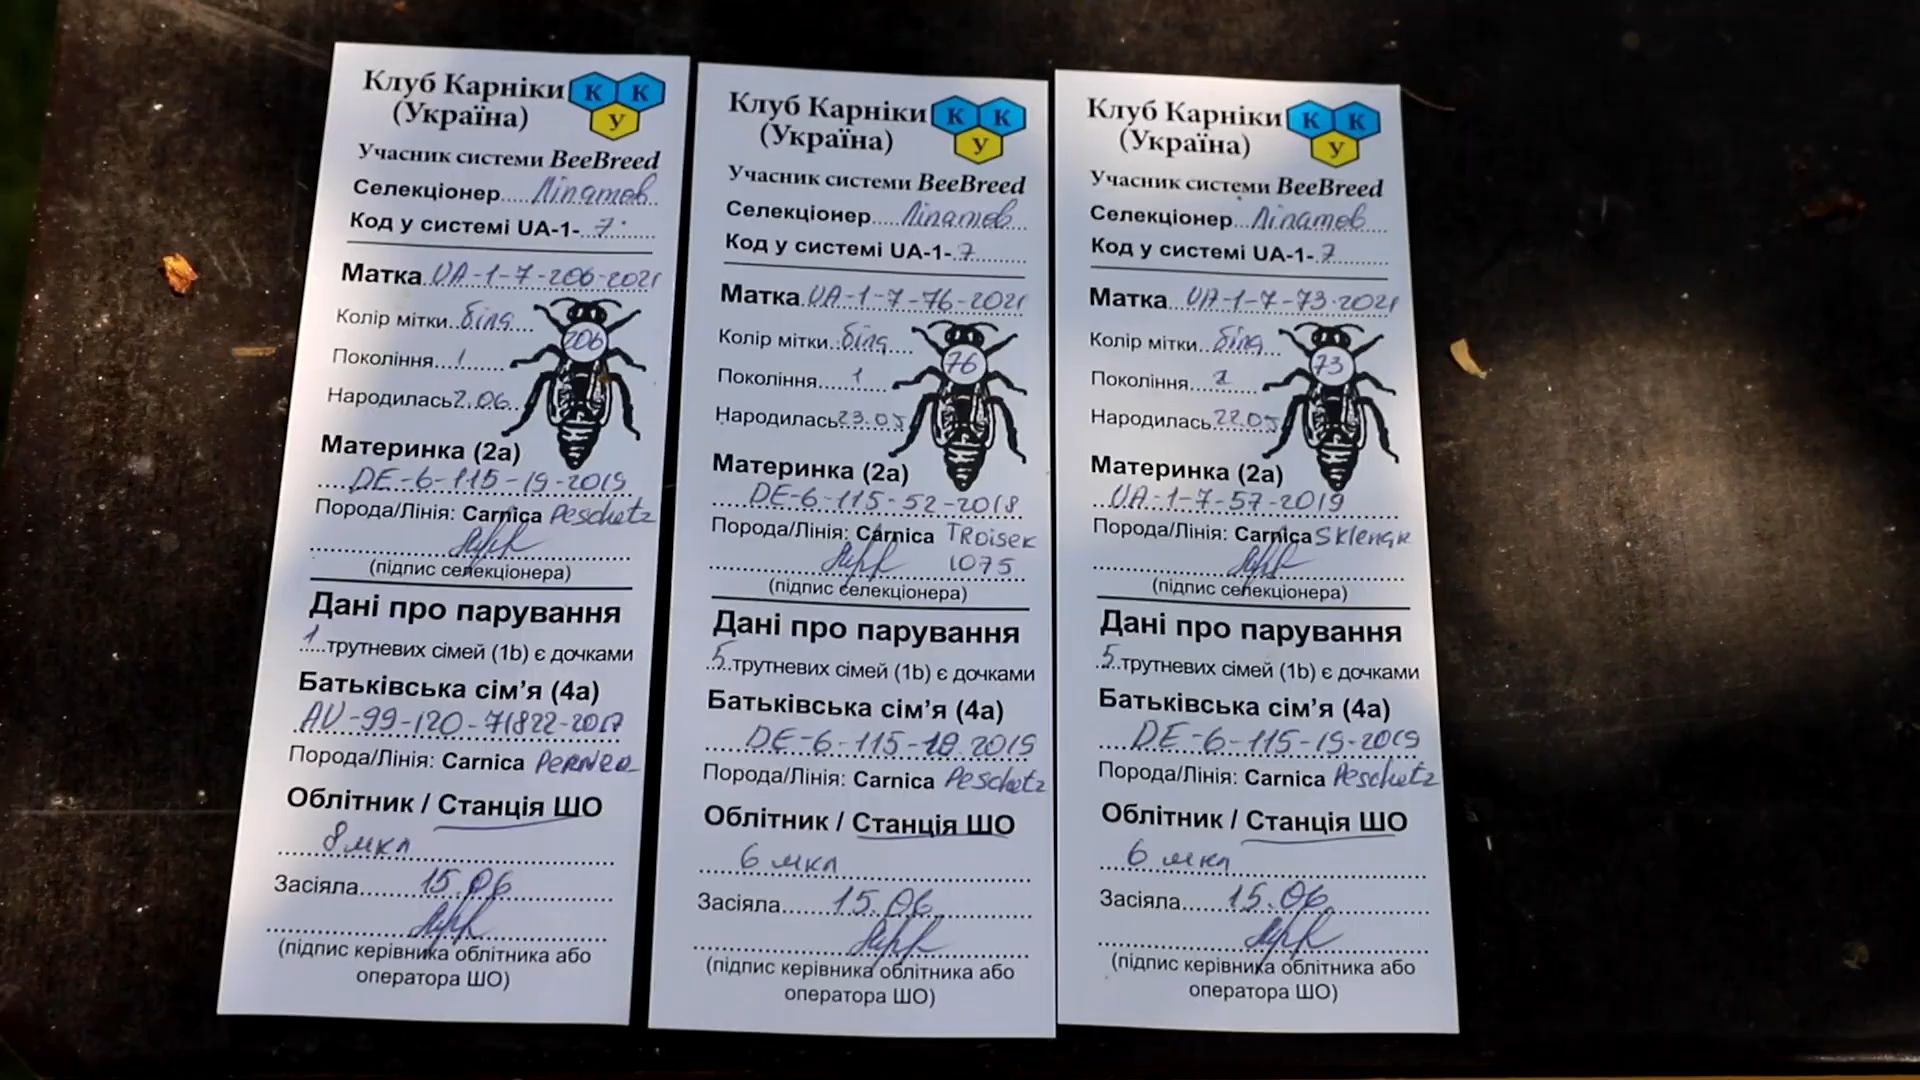 Клуб Карніки
(Україна)
К К
У
Учасник системи BeeBreed
Селекціонер....Ліпатов
Код у системі UA-1-..7
Матка UA-1-7-206-2021
Колір мітки..біла
206
Покоління...1
Народилась 2.06
Материнка (2a)
DE-6-115-19-2019
Порода/Лінія: Carnica Peschetz
(підпис селекціонера)
Дані про парування
1 трутневих сімей (1b) є дочками
Батьківська сім'я (4a)
AU-99-120-71822-2017
Порода/Лінія: Carnica
Облітник / Станція ШО
8 мкл
Засіяла 15.06
(підпис керівника облітника або
оператора ШО)
Клуб Карніки
(Україна)
К К
У
Учасник системи BeeBreed
Селекціонер....Ліпатов
Код у системі UA-1-..7
Матка UA-1-7-76-2021
Колір мітки..біла
76
Покоління...1
Народилась 23.05
Материнка (2a)
DE-6-115-52-2018
Порода/Лінія: Carnica Troisek
1075
(підпис селекціонера)
Дані про парування
5 трутневих сімей (1b) є дочками
Батьківська сім'я (4a)
DE-6-115-19-2019
Порода/Лінія: Carnica Peschetz
Облітник / Станція ШО
6 мкл
Засіяла 15.06
(підпис керівника облітника або
оператора ШО)
Клуб Карніки
(Україна)
К К
У
Учасник системи BeeBreed
Селекціонер....Ліпатов
Код у системі UA-1-..7
Матка UA-1-7-73-2021
Колір мітки..біла
73
Покоління
Народилась 22.05
Материнка (2a)
UA-1-7-57-2019
Порода/Лінія: Carnica Sklenar
(підпис селекціонера)
Дані про парування
5 трутневих сімей (1b) є дочками
Батьківська сім'я (4a)
DE-6-115-19-2019
Порода/Лінія: Carnica Peschetz
Облітник / Станція ШО
6 мкл
Засіяла 15.06
(підпис керівника облітника або
оператора ШО)